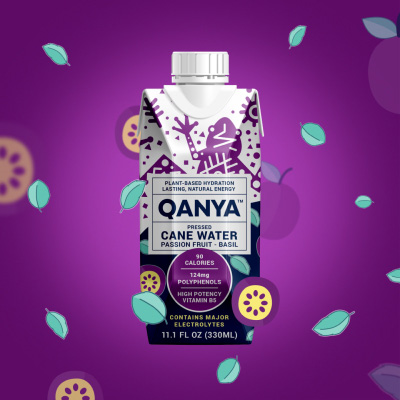 PLANT-BASED HYDRATION
LASTING, NATURAL ENERGY
QANYA™
PRESSED
CANE WATER
PASSION FRUIT - BASIL
90
CALORIES
124mg
POLYPHENOLS
HIGH POTENCY
VITAMIN B5
CONTAINS MAJOR
ELECTROLYTES
11.1 FL OZ (330ML)